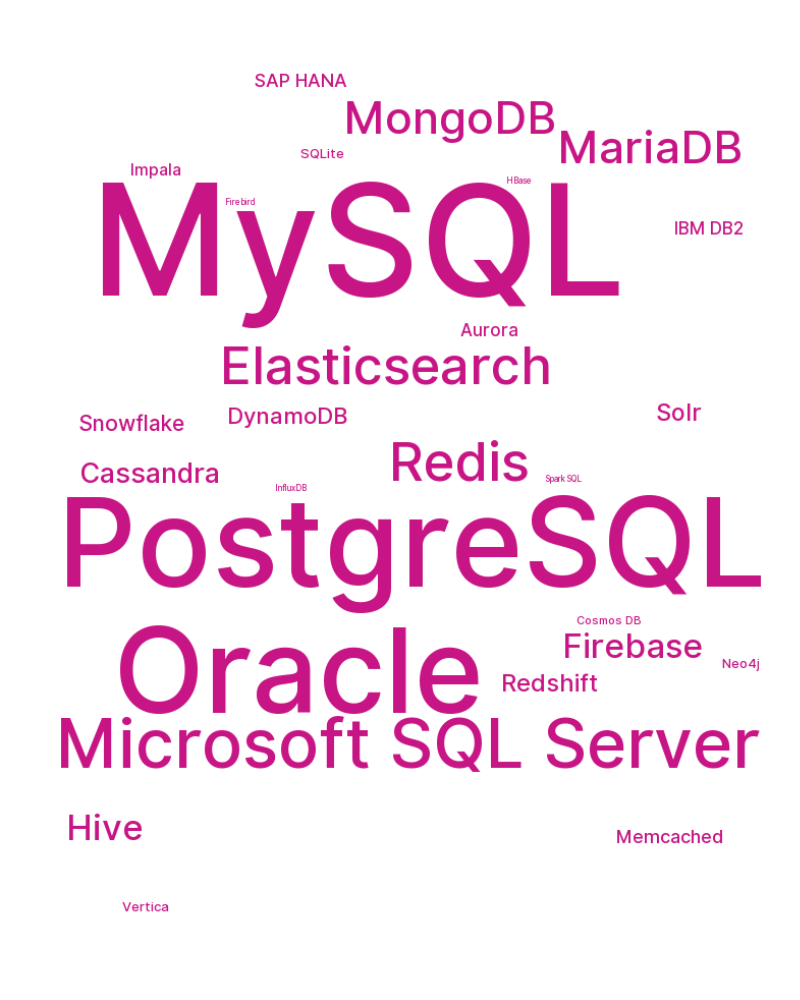 SAP HANA
MongoDB
MariaDB
SQLite
Impala
HBase
Firebird
MySQL
IBM DB2
Aurora
Elasticsearch
Solr
DynamoDB
Snowflake
Redis
Cassandra
Spark SQL
InfluxDB
PostgreSQL
Cosmos DB
Firebase
Neo4j
Oracle
Redshift
Microsoft SQL Server
Hive
Memcached
Vertica